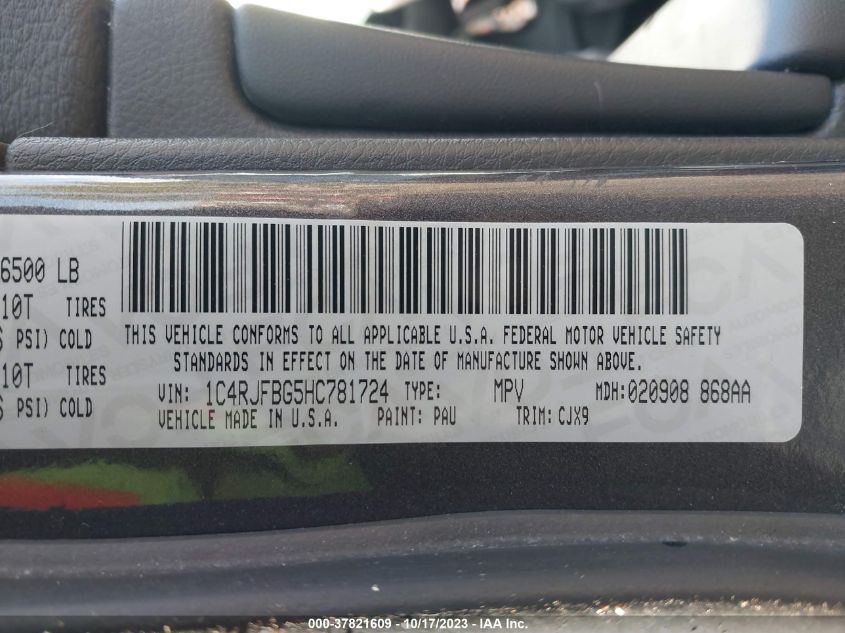 6500 LB
10T TIRES
PSI) COLD
10T TIRES
PSI) COLD
THIS VEHICLE CONFORMS TO ALL APPLICABLE U.S.A. FEDERAL MOTOR VEHICLE SAFETY
STANDARDS IN EFFECT ON THE DATE OF MANUFACTURE SHOWN ABOVE.
VIN: 1C4RJFBG5HC781724 TYPE: MPV MDH:020908 868AA
VEHICLE MADE IN U.S.A. PAINT: PAU TRIM:CJX9
000-37821609 - 10/17/2023 - IAA Inc.